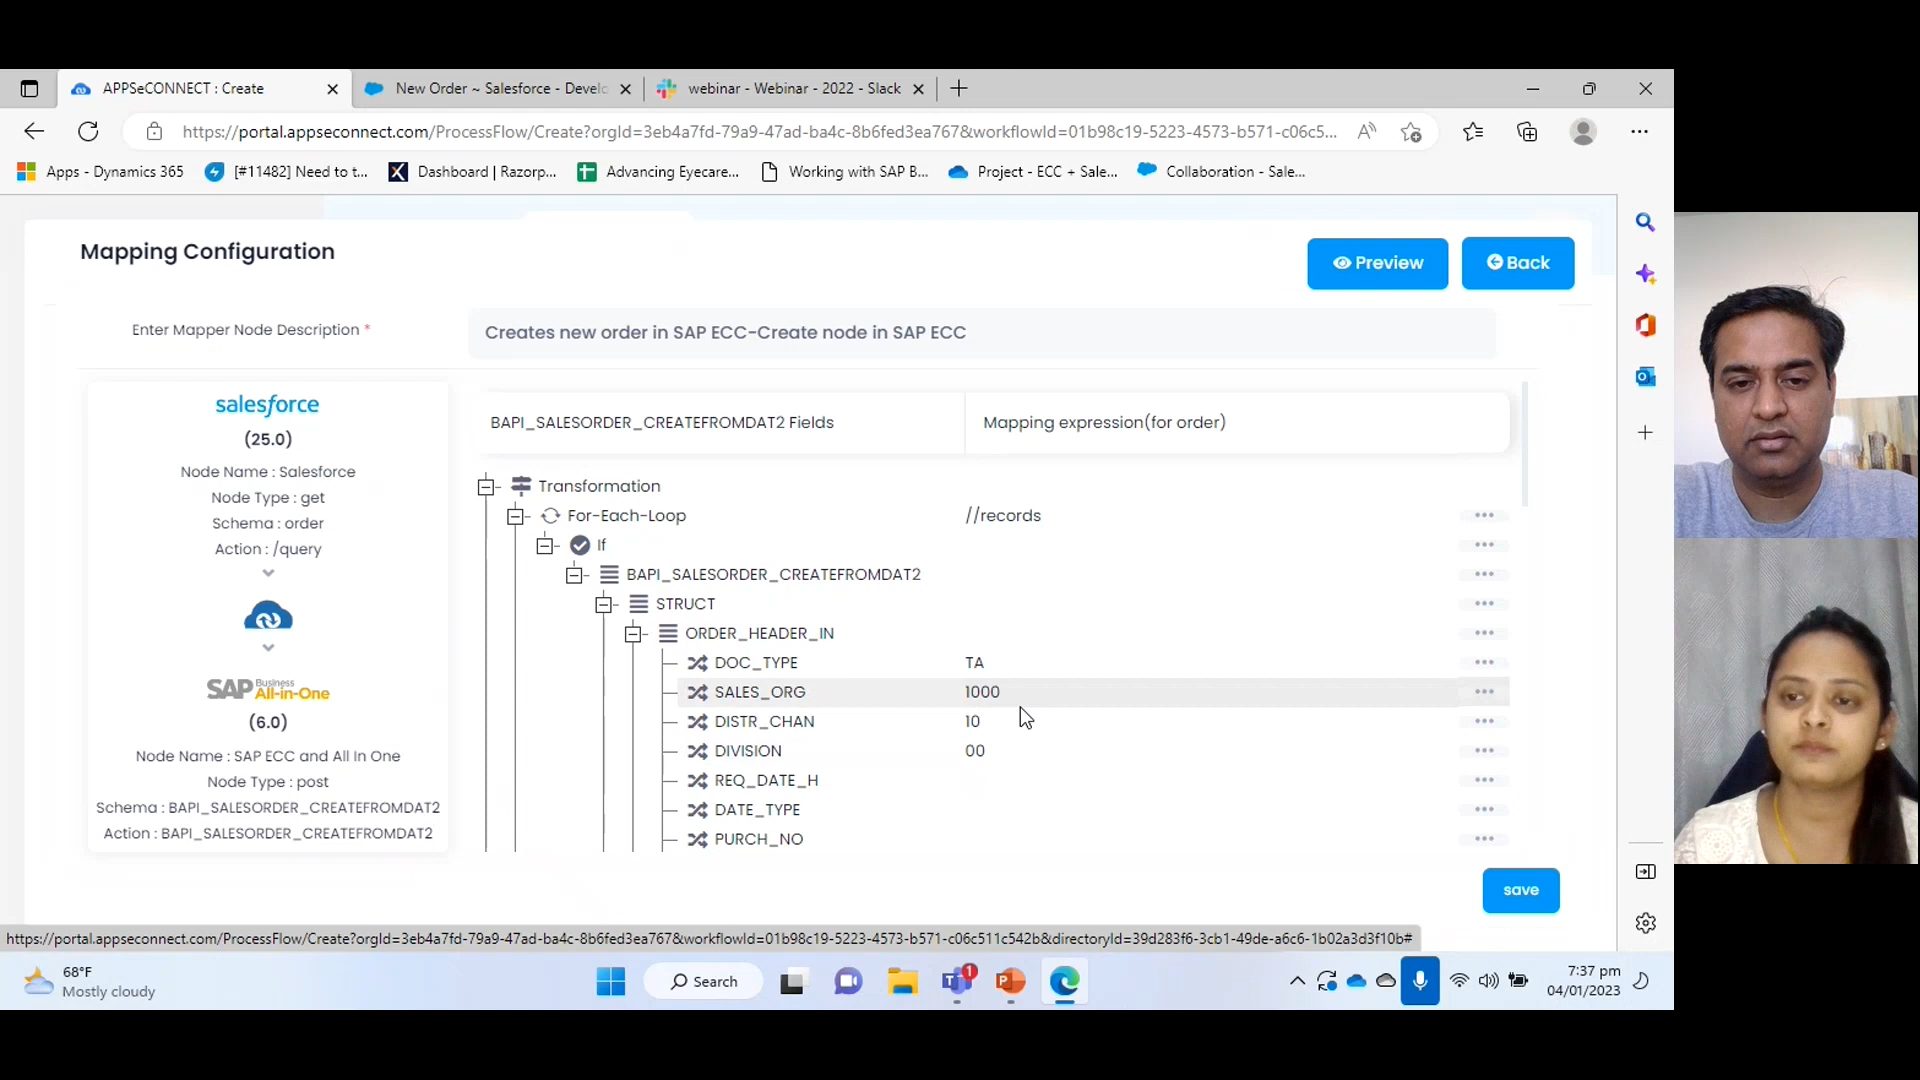 APPSeCONNECT : Create
New Order ~ Salesforce - Develo
webinar - Webinar - 2022 - Slack
https://portal.appseconnect.com/ProcessFlow/Create?orgId=3eb4a7fd-79a9-47ad-ba4c-8b6fed3ea767&workflowId=01b98c19-5223-4573-b571-c06c5...
Apps - Dynamics 365
[#11482] Need to t...
Dashboard | Razorp...
Advancing Eyecare...
Working with SAP B...
Project - ECC + Sale...
Collaboration - Sale...
Mapping Configuration
Preview
Back
Enter Mapper Node Description *
Creates new order in SAP ECC-Create node in SAP ECC
salesforce
(25.0)
Node Name : Salesforce
Node Type : get
Schema : order
Action : /query
SAP Business All-in-One
(6.0)
Node Name : SAP ECC and All In One
Node Type : post
Schema : BAPI_SALESORDER_CREATEFROMDAT2
Action : BAPI_SALESORDER_CREATEFROMDAT2
BAPI_SALESORDER_CREATEFROMDAT2 Fields
Mapping expression(for order)
Transformation
For-Each-Loop //records
If
BAPI_SALESORDER_CREATEFROMDAT2
STRUCT
ORDER_HEADER_IN
DOC_TYPE TA
SALES_ORG 1000
DISTR_CHAN 10
DIVISION 00
REQ_DATE_H
DATE_TYPE
PURCH_NO
save
https://portal.appseconnect.com/ProcessFlow/Create?orgId=3eb4a7fd-79a9-47ad-ba4c-8b6fed3ea767&workflowId=01b98c19-5223-4573-b571-c06c511c542b&directoryId=39d283f6-3cb1-49de-a6c6-1b02a3d3f10b#
68°F
Mostly cloudy
Search
1
7:37 pm
04/01/2023